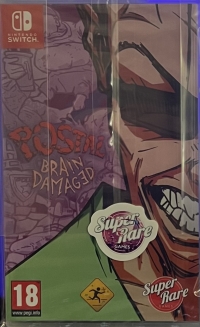 NINTENDO
SWITCH
POSTAL
BRAIN
DAMAGED
Super
Rare
GAMES
18
www.pegi.info
Super
Rare